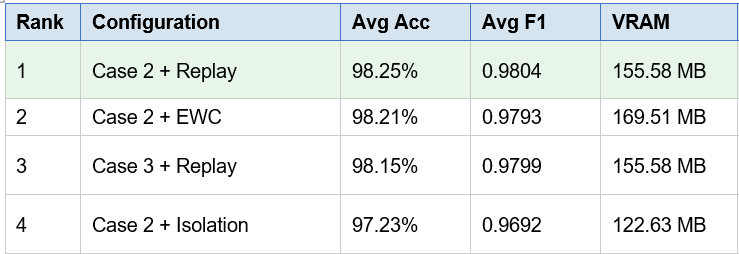 Rank Configuration Avg Acc Avg F1 VRAM
1 Case 2 + Replay 98.25% 0.9804 155.58 MB
2 Case 2 + EWC 98.21% 0.9793 169.51 MB
3 Case 3 + Replay 98.15% 0.9799 155.58 MB
4 Case 2 + Isolation 97.23% 0.9692 122.63 MB